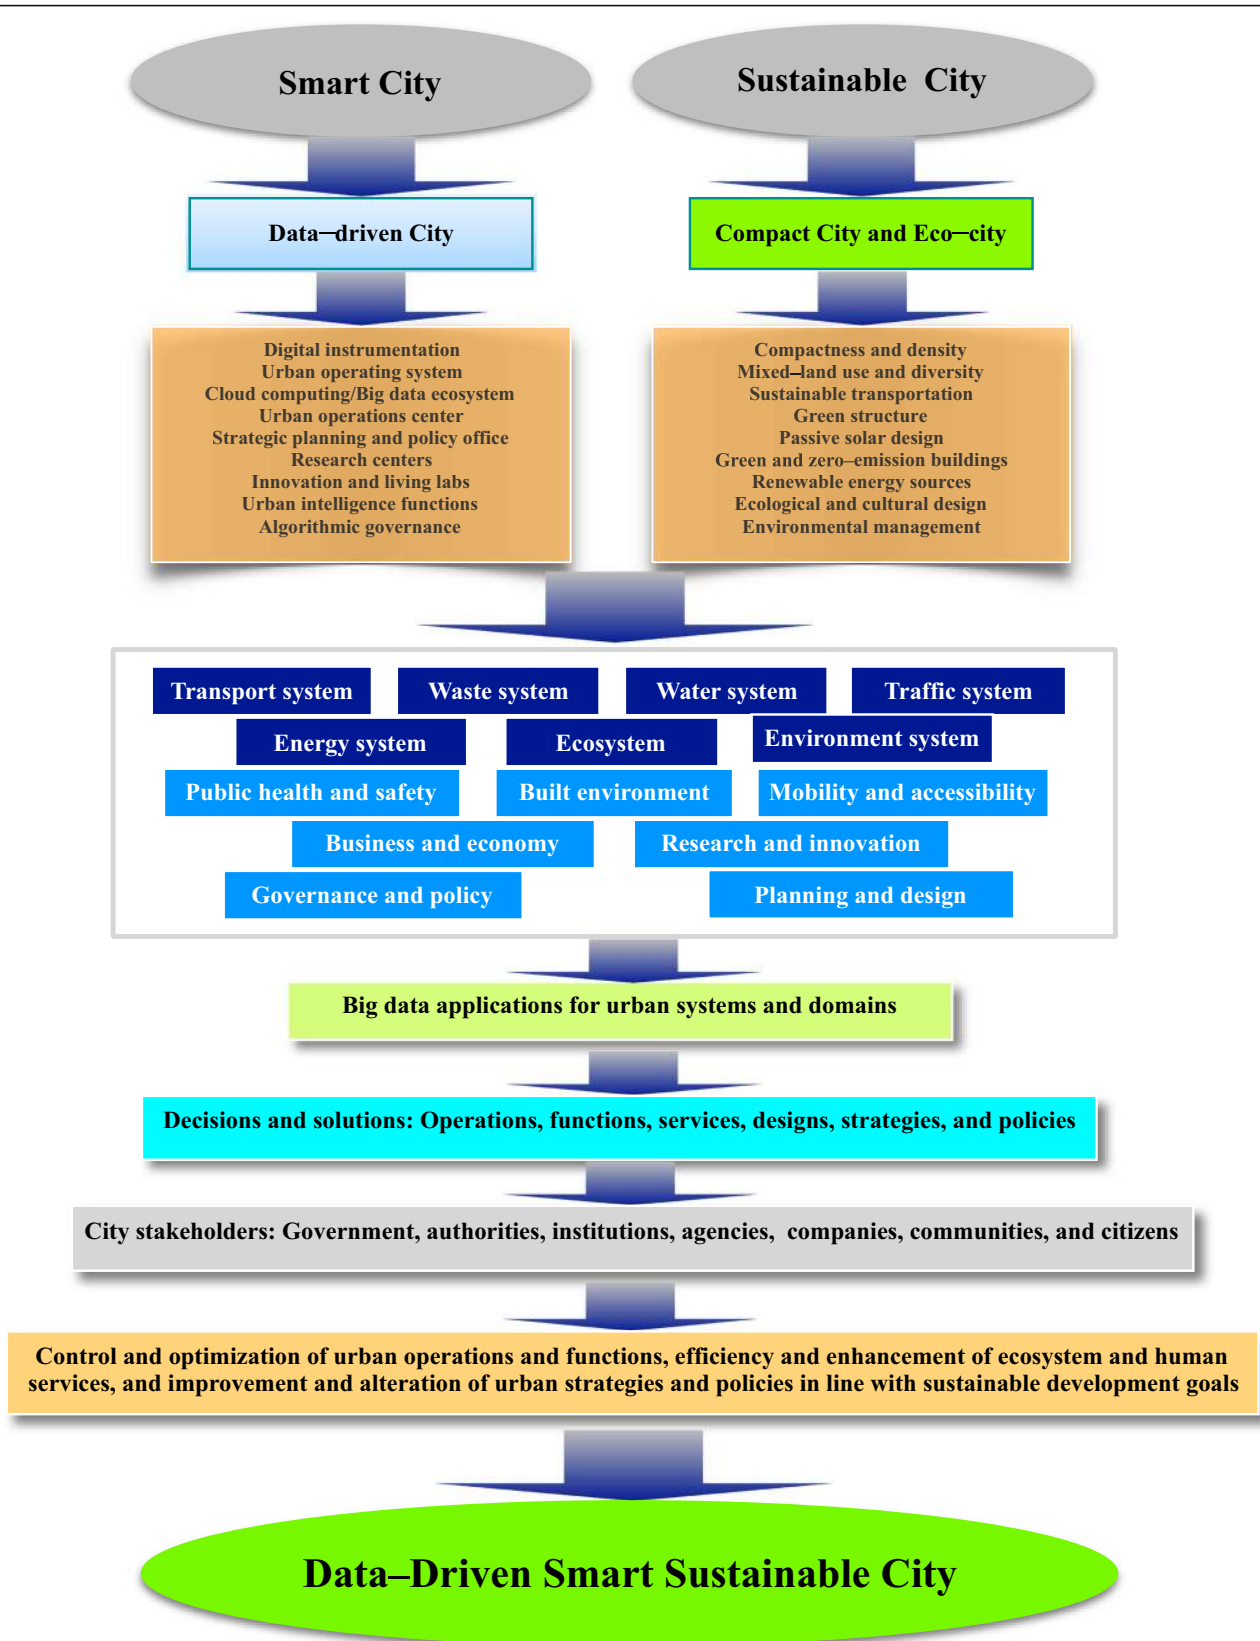 Smart City
Sustainable City
Data–driven City
Compact City and Eco–city
Digital instrumentation
Urban operating system
Cloud computing/Big data ecosystem
Urban operations center
Strategic planning and policy office
Research centers
Innovation and living labs
Urban intelligence functions
Algorithmic governance
Compactness and density
Mixed–land use and diversity
Sustainable transportation
Green structure
Passive solar design
Green and zero–emission buildings
Renewable energy sources
Ecological and cultural design
Environmental management
Transport system
Waste system
Water system
Traffic system
Energy system
Ecosystem
Environment system
Public health and safety
Built environment
Mobility and accessibility
Business and economy
Research and innovation
Governance and policy
Planning and design
Big data applications for urban systems and domains
Decisions and solutions: Operations, functions, services, designs, strategies, and policies
City stakeholders: Government, authorities, institutions, agencies, companies, communities, and citizens
Control and optimization of urban operations and functions, efficiency and enhancement of ecosystem and human
services, and improvement and alteration of urban strategies and policies in line with sustainable development goals
Data–Driven Smart Sustainable City